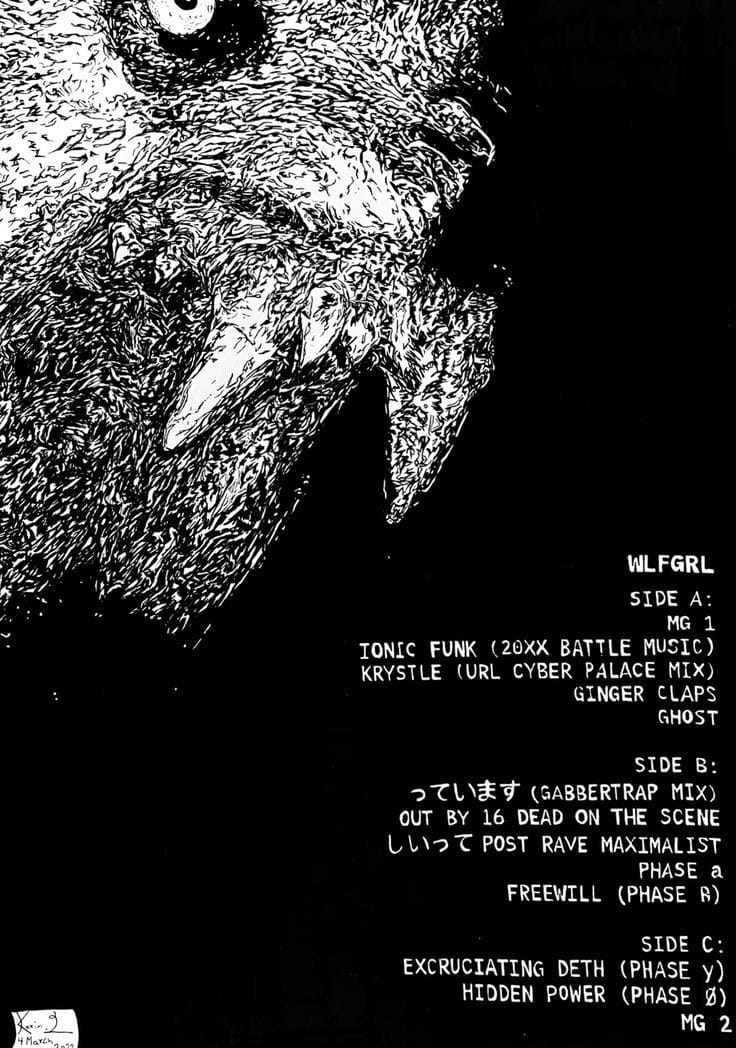 WLFGRL
SIDE A:
MG 1
IONIC FUNK (20XX BATTLE MUSIC)
KRYSTLE (URL CYBER PALACE MIX)
GINGER CLAPS
GHOST
SIDE B:
っています (GABBERTRAP MIX)
OUT BY 16 DEAD ON THE SCENE
しいって POST RAVE MAXIMALIST
PHASE a
FREEWILL (PHASE B)
SIDE C:
EXCRUCIATING DETH (PHASE y)
HIDDEN POWER (PHASE Ø)
MG 2
4 March